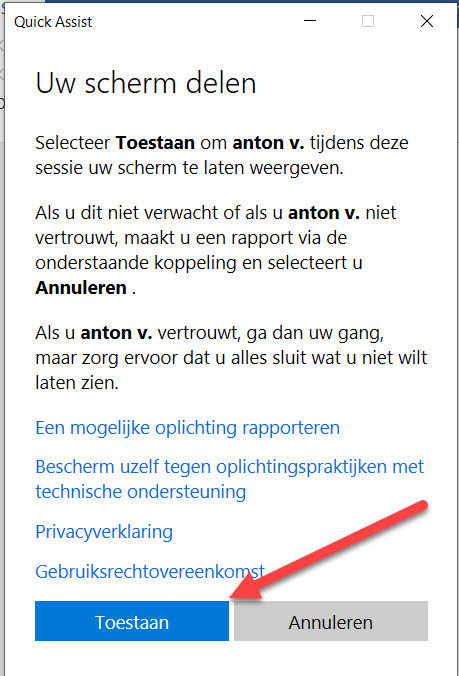 Quick Assist
Uw scherm delen
Selecteer Toestaan om anton v. tijdens deze
sessie uw scherm te laten weergeven.
Als u dit niet verwacht of als u anton v. niet
vertrouwt, maakt u een rapport via de
onderstaande koppeling en selecteert u
Annuleren .
Als u anton v. vertrouwt, ga dan uw gang,
maar zorg ervoor dat u alles sluit wat u niet wilt
laten zien.
Een mogelijke oplichting rapporteren
Bescherm uzelf tegen oplichtingspraktijken met
technische ondersteuning
Privacyverklaring
Gebruiksrechtovereenkomst
Toestaan
Annuleren